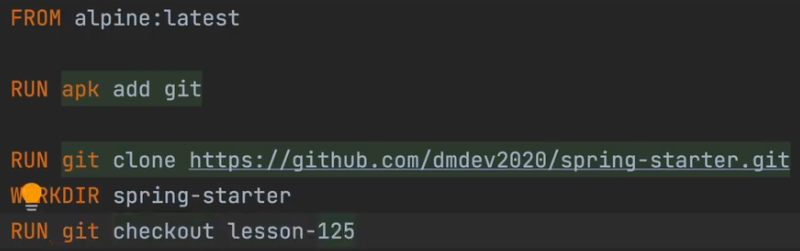 FROM alpine:latest
RUN apk add git
RUN git clone https://github.com/dmdev2020/spring-starter.git
WORKDIR spring-starter
RUN git checkout lesson-125